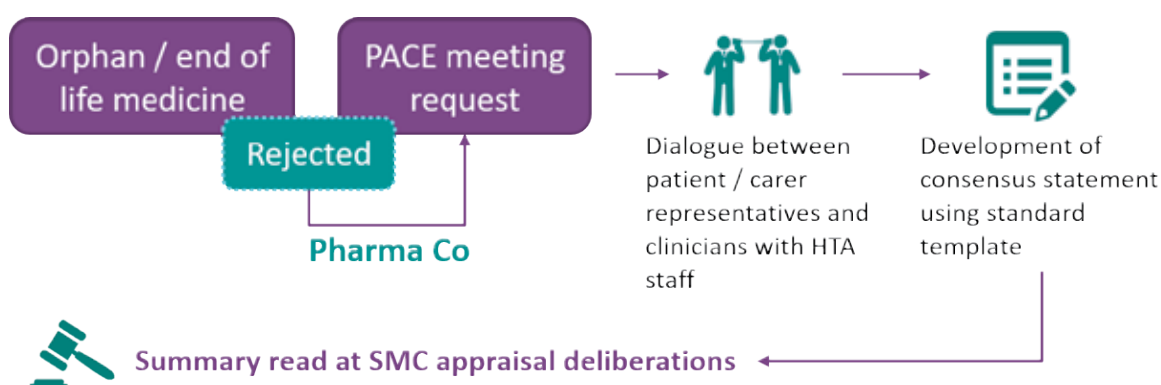 Orphan / end of
life medicine
Rejected
PACE meeting
request
Pharma Co
Dialogue between
patient / carer
representatives and
clinicians with HTA
staff
Development of
consensus statement
using standard
template
Summary read at SMC appraisal deliberations